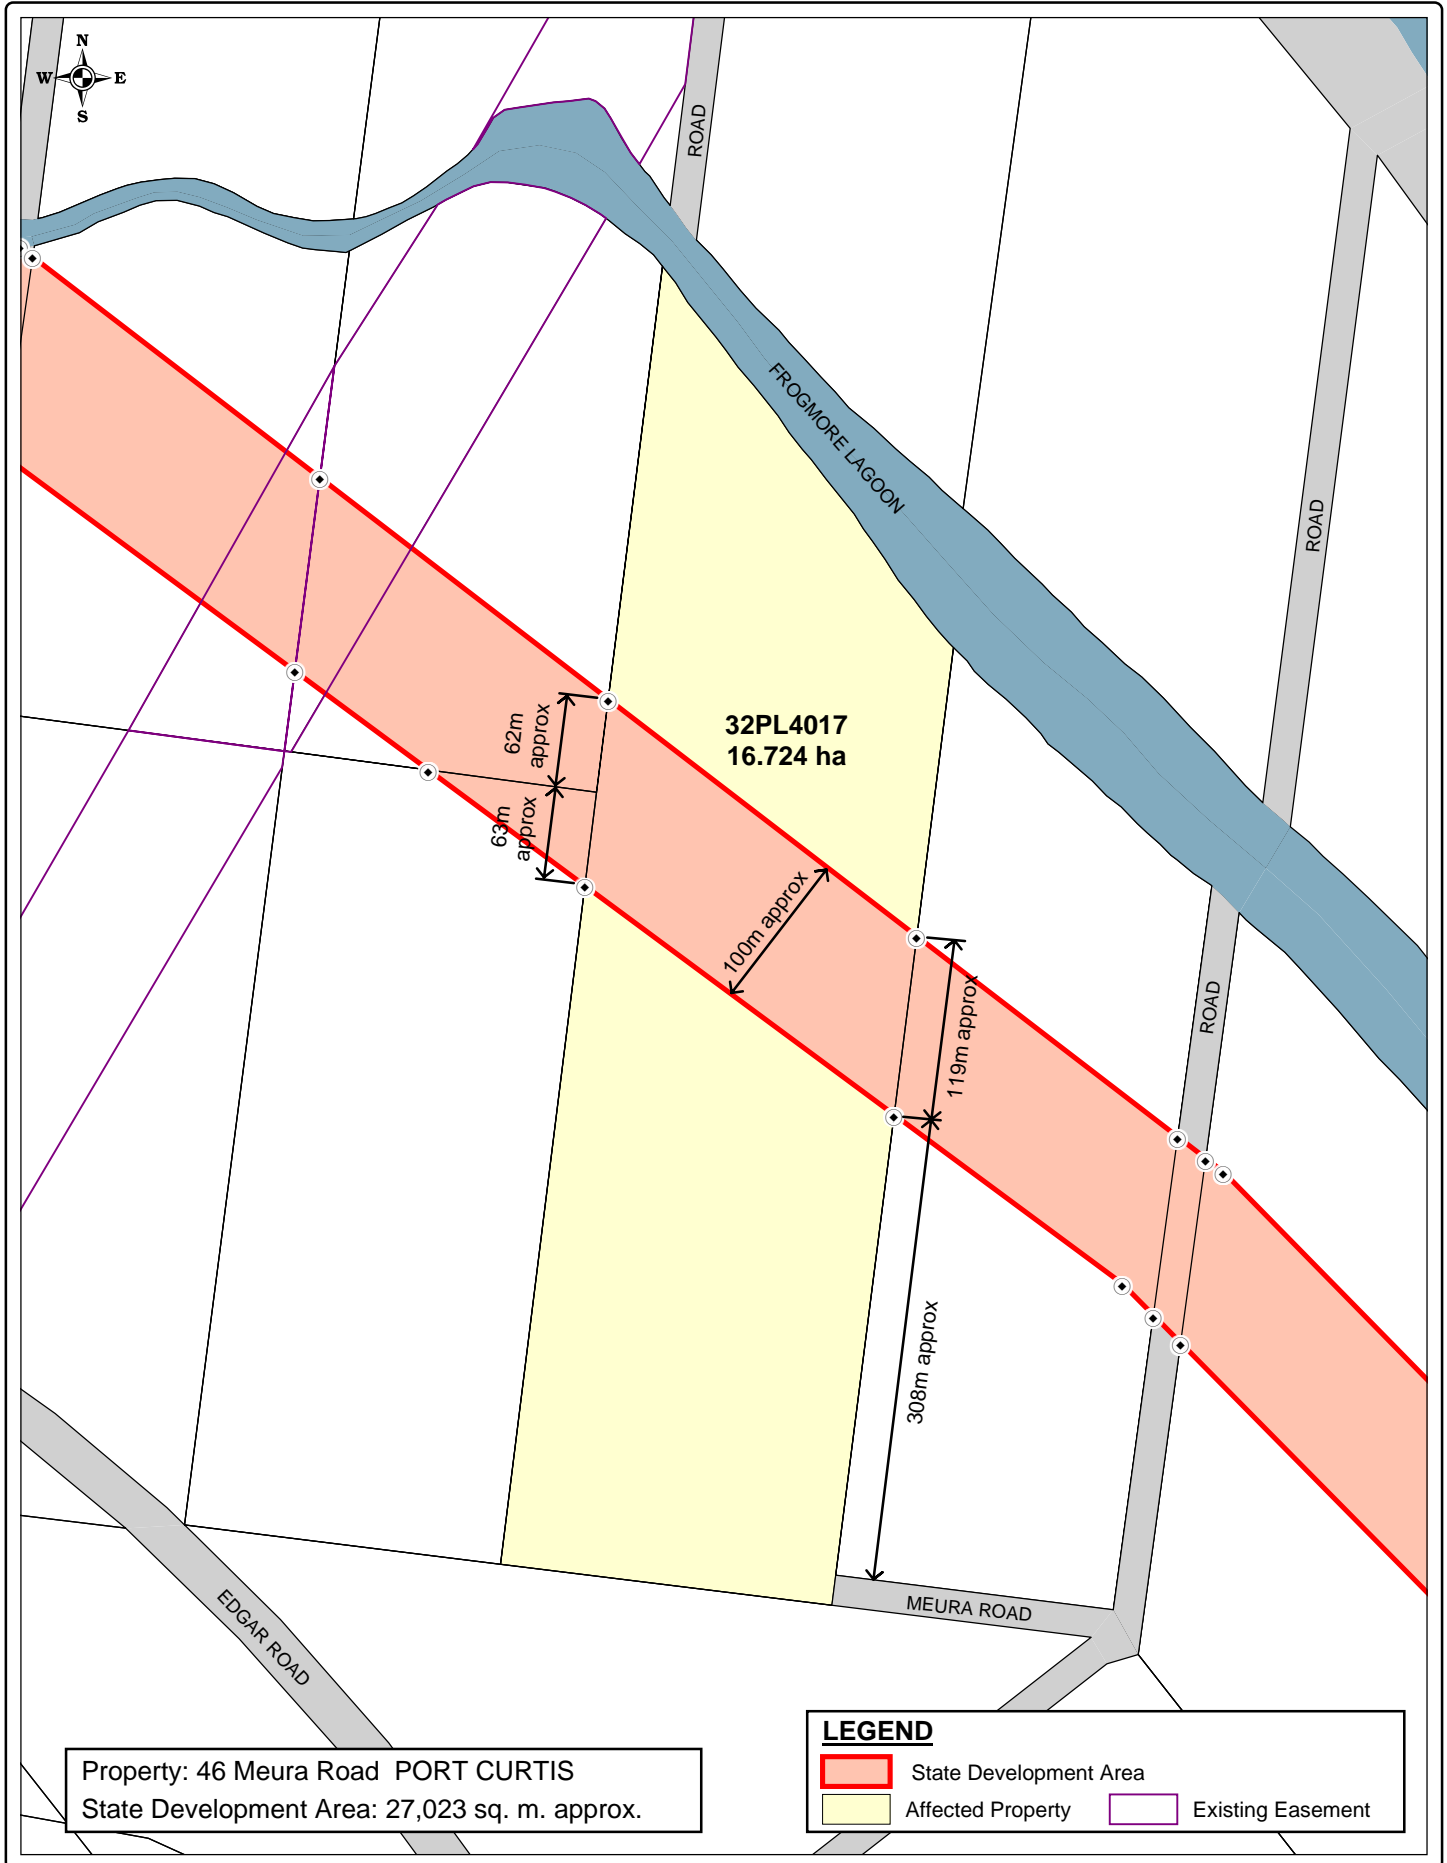 N
W E
S
ROAD
FROGMORE LAGOON
ROAD
62m
approx
32PL4017
16.724 ha
63m
approx
100m approx
119m approx
ROAD
308m approx
MEURA ROAD
EDGAR ROAD
Property: 46 Meura Road PORT CURTIS
State Development Area: 27,023 sq. m. approx.
LEGEND
State Development Area
Affected Property
Existing Easement